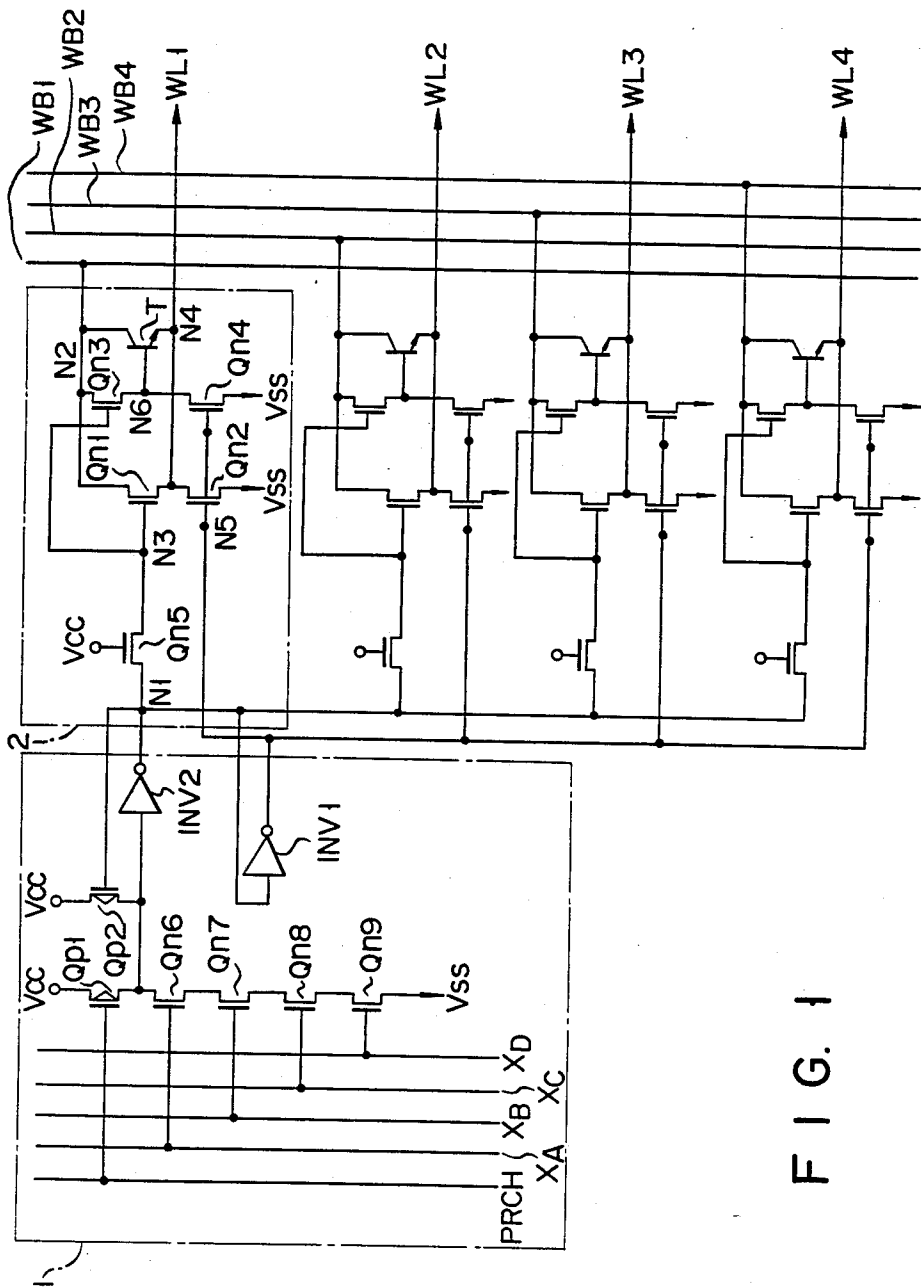 WB1
WB2
WB3
WB4
2
VCC
Qn5
N1
N3
N2
Qn1
Qn3
N6
T
N4
WL1
N5
Qn2
Qn4
VSS
VSS
WL2
WL3
WL4
1
VCC
VCC
Qp1
Qp2
INV2
INV1
Qn6
Qn7
Qn8
Qn9
VSS
PRCH
XA
XB
XC
XD
FIG. 1